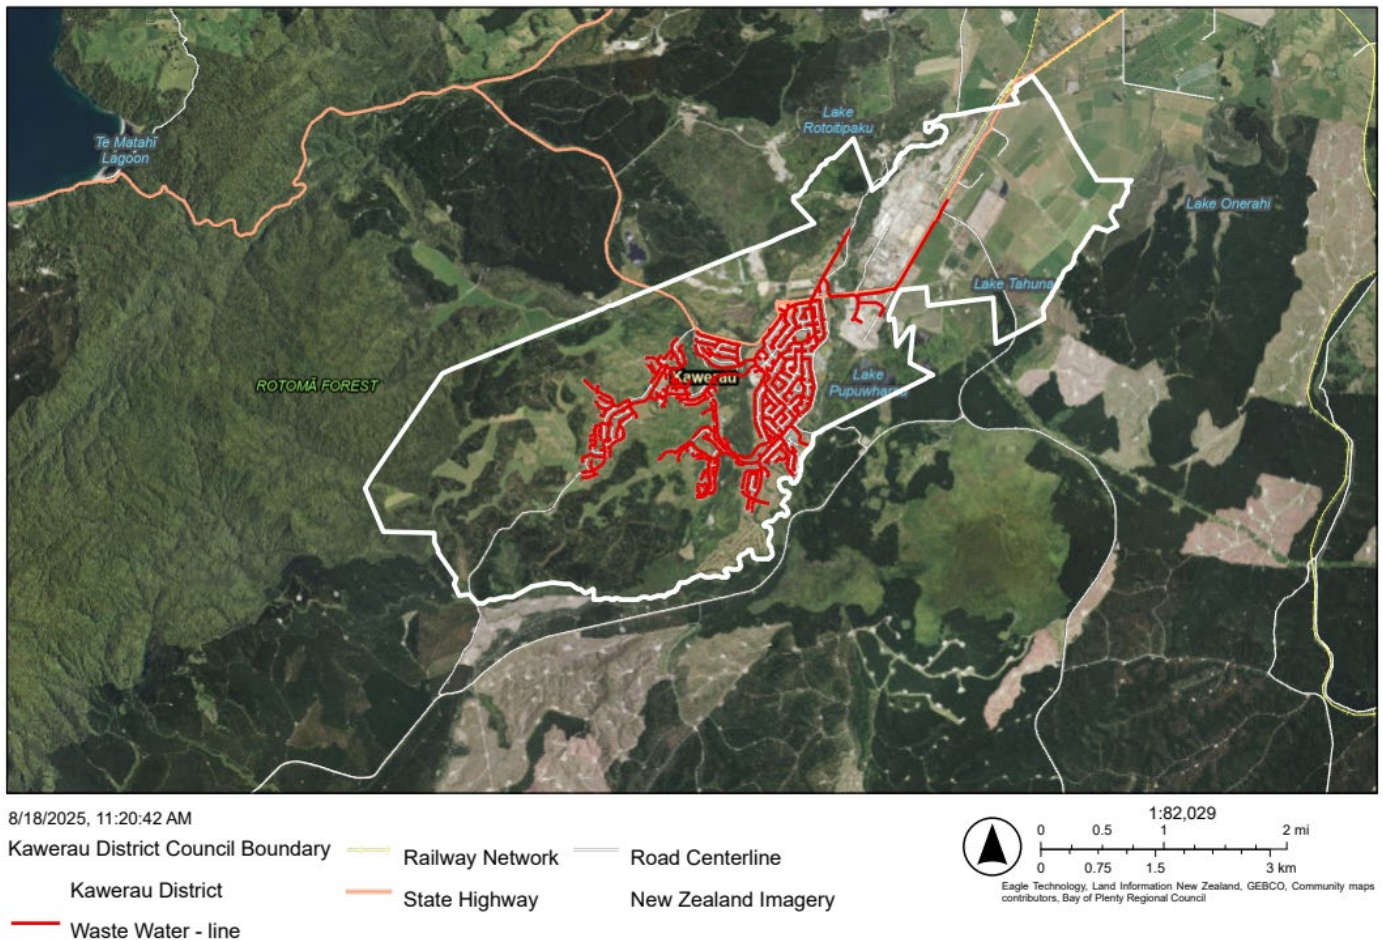 Lake
Rotoitipaku
Te Matahī
Lagoon
Lake Onerahi
Lake Tahuna
ROTOMĀ FOREST
Kawerau
Lake
Pupuwharau
8/18/2025, 11:20:42 AM
Kawerau District Council Boundary
Kawerau District
Waste Water - line
Railway Network
State Highway
Road Centerline
New Zealand Imagery
1:82,029
0 0.5 1 2 mi
0 0.75 1.5 3 km
Eagle Technology, Land Information New Zealand, GEBCO, Community maps
contributors, Bay of Plenty Regional Council